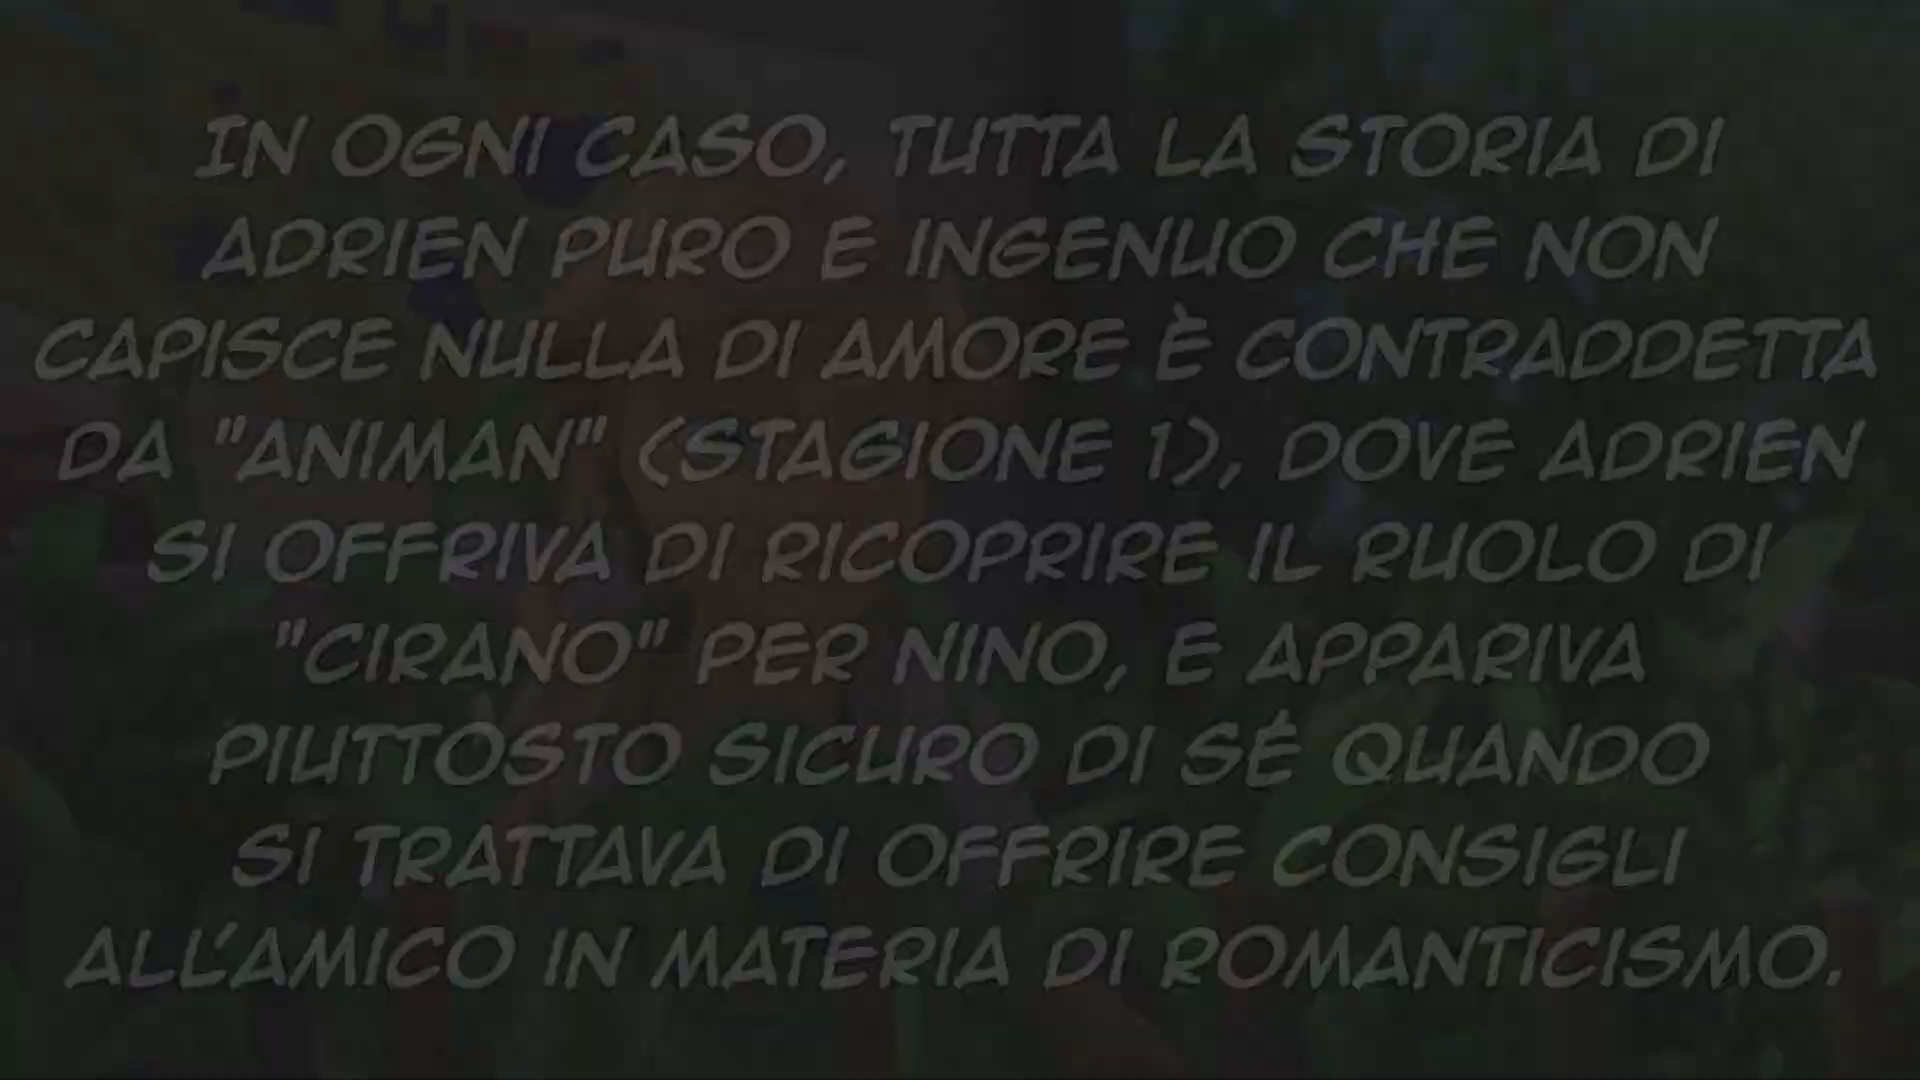 IN OGNI CASO, TUTTA LA STORIA DI
ADRIEN PURO E INGENUO CHE NON
CAPISCE NULLA DI AMORE È CONTRADDETTA
DA "ANIMAN" (STAGIONE 1), DOVE ADRIEN
SI OFFRIVA DI RICOPRIRE IL RUOLO DI
"CIRANO" PER NINO, E APPARIVA
PIUTTOSTO SICURO DI SÉ QUANDO
SI TRATTAVA DI OFFRIRE CONSIGLI
ALL'AMICO IN MATERIA DI ROMANTICISMO.